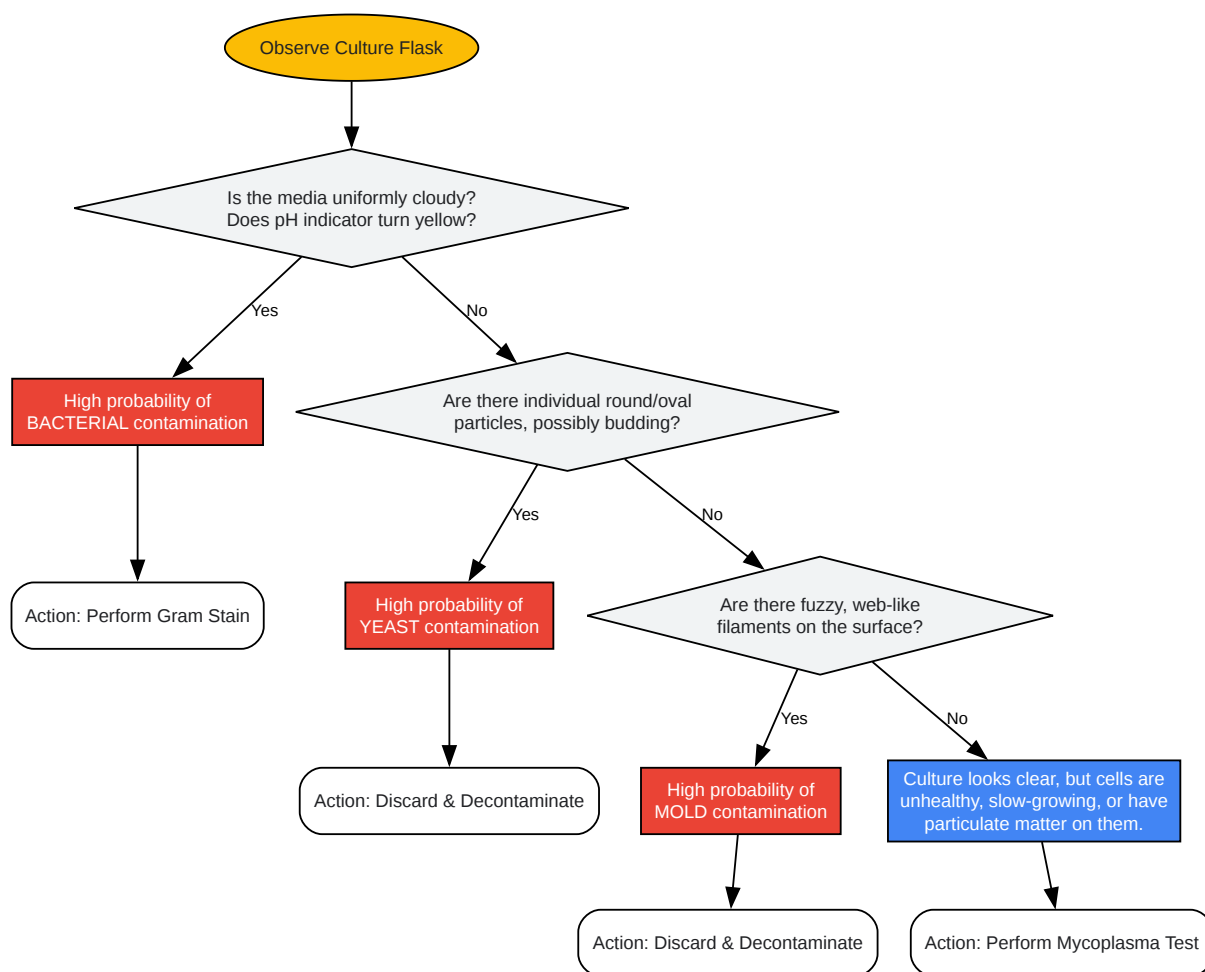 Observe Culture Flask
Is the media uniformly cloudy?
Does pH indicator turn yellow?
Yes
No
High probability of
BACTERIAL contamination
Are there individual round/oval
particles, possibly budding?
Yes
No
Action: Perform Gram Stain
High probability of
YEAST contamination
Are there fuzzy, web-like
filaments on the surface?
Yes
No
Action: Discard & Decontaminate
High probability of
MOLD contamination
Culture looks clear, but cells are
unhealthy, slow-growing, or have
particulate matter on them.
Action: Discard & Decontaminate
Action: Perform Mycoplasma Test